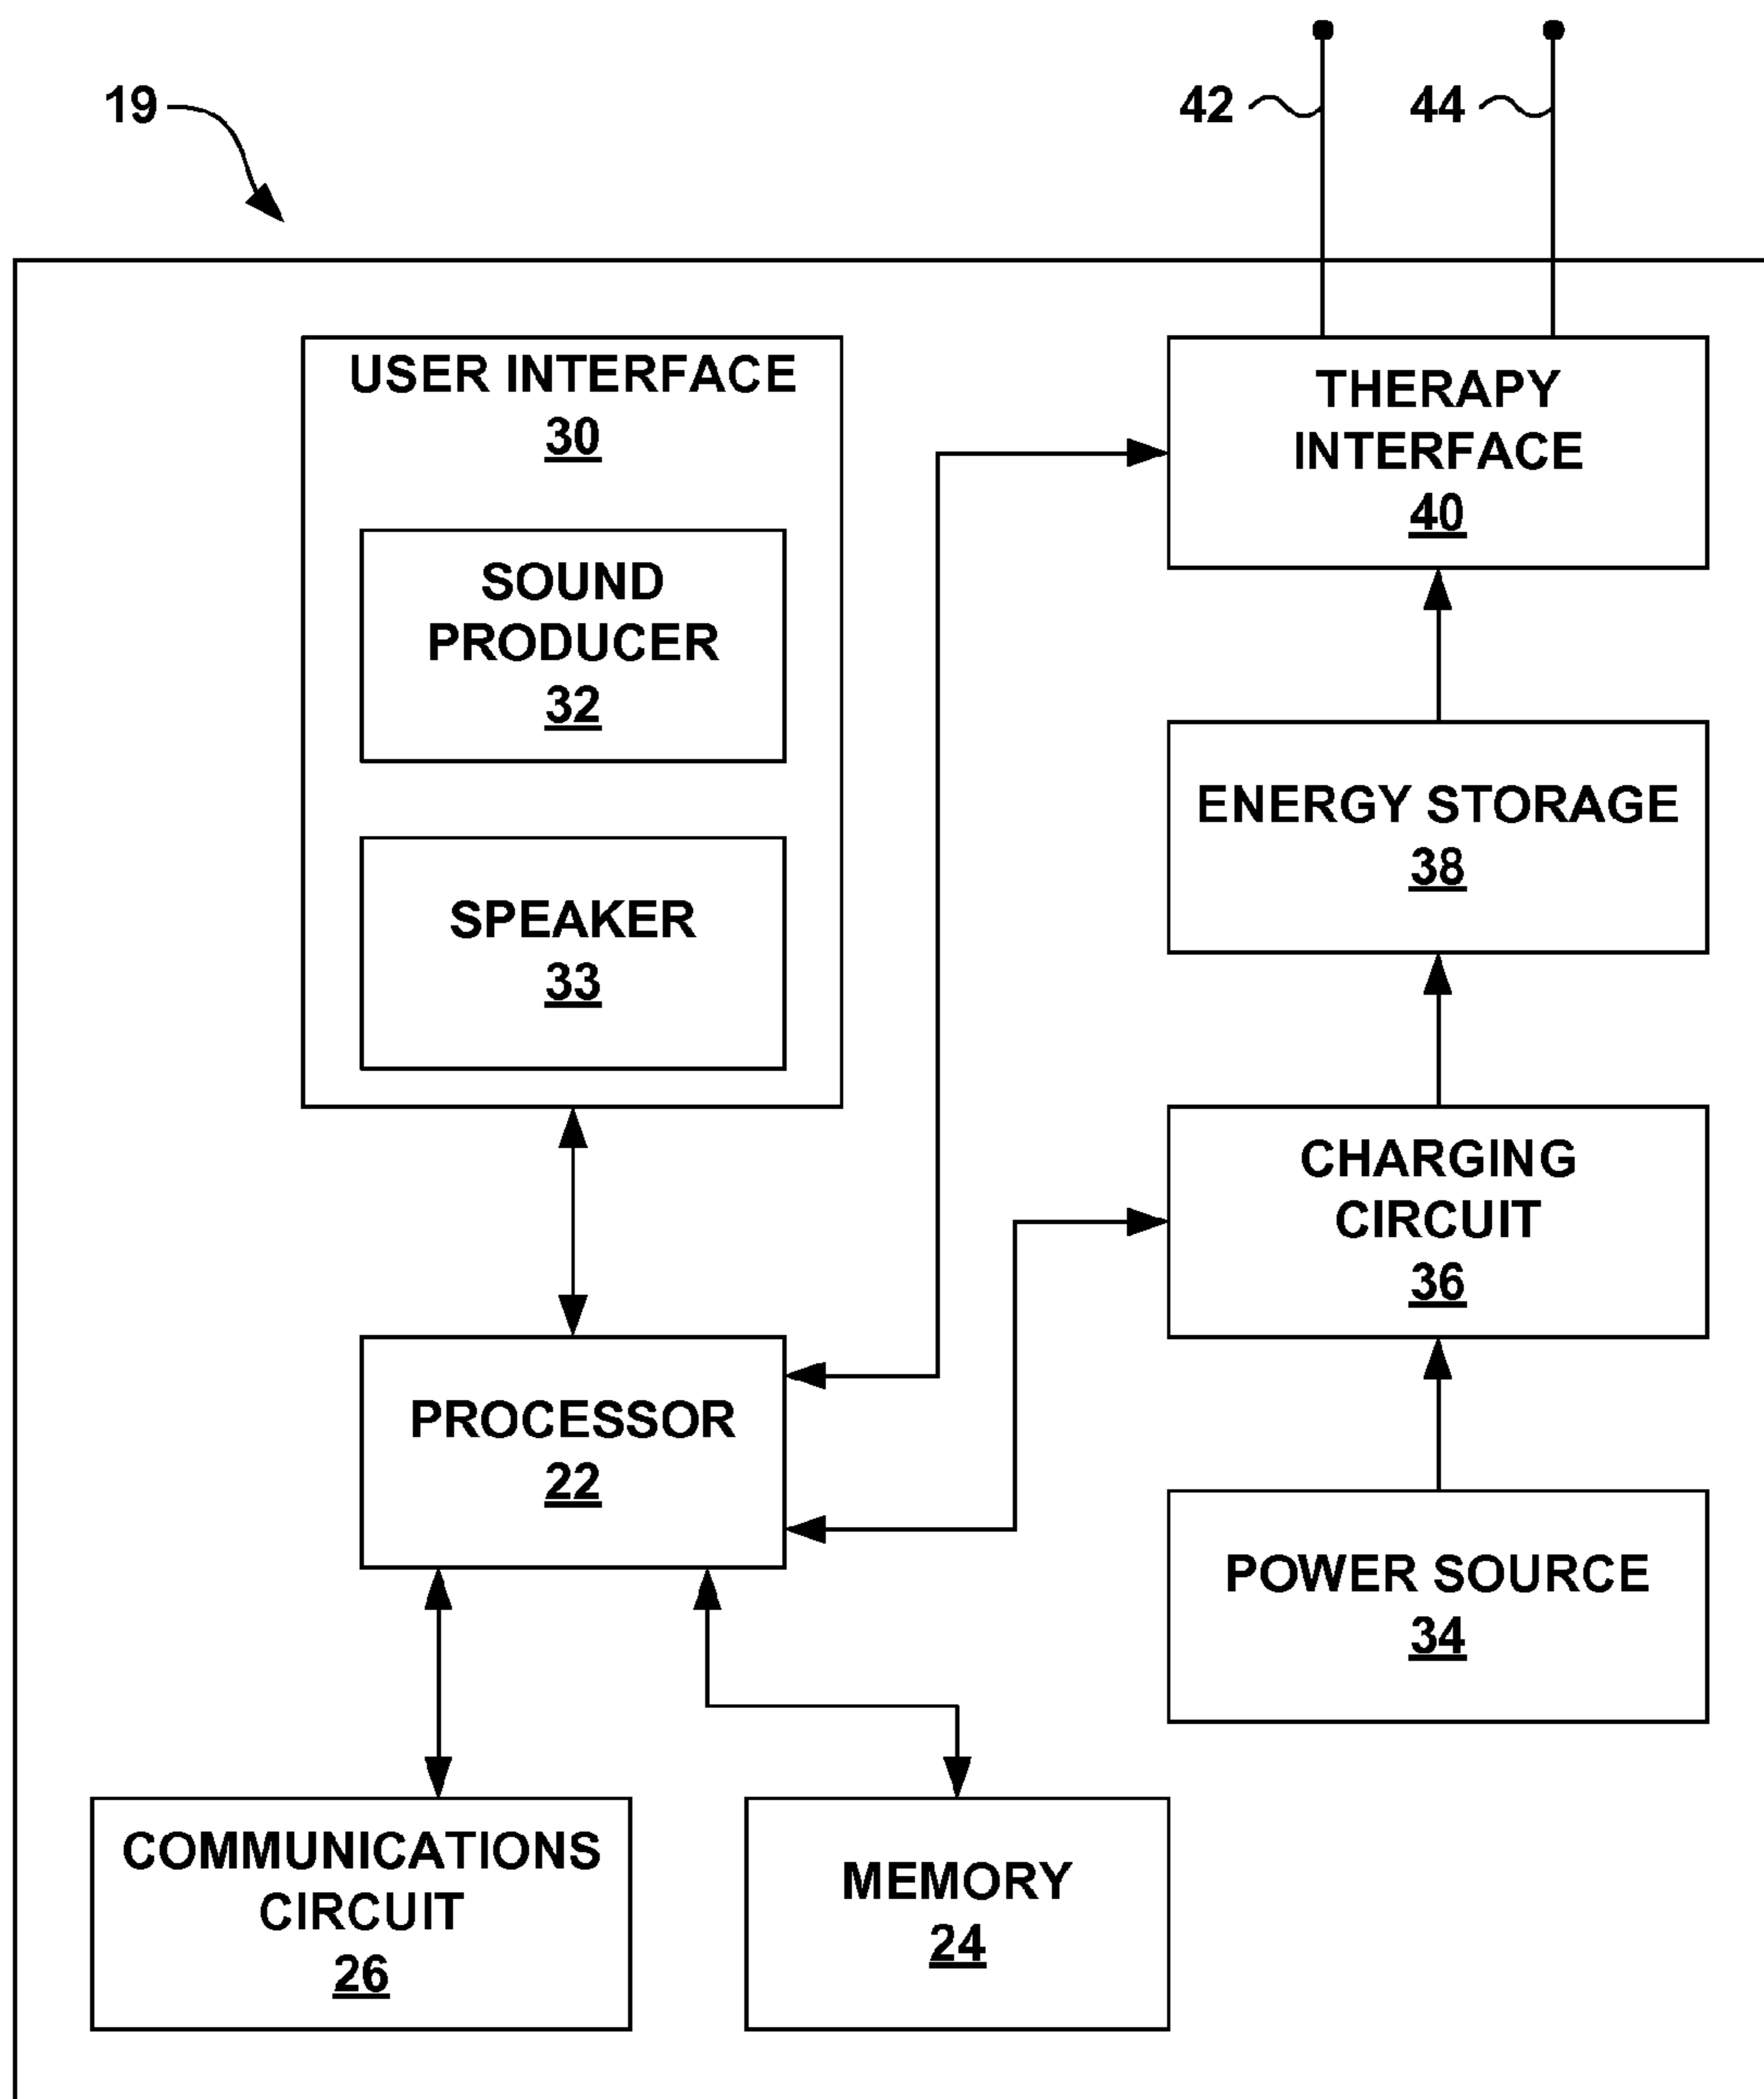 19
42
44
USER INTERFACE
30
SOUND
PRODUCER
32
SPEAKER
33
THERAPY
INTERFACE
40
ENERGY STORAGE
38
CHARGING
CIRCUIT
36
PROCESSOR
22
POWER SOURCE
34
COMMUNICATIONS
CIRCUIT
26
MEMORY
24